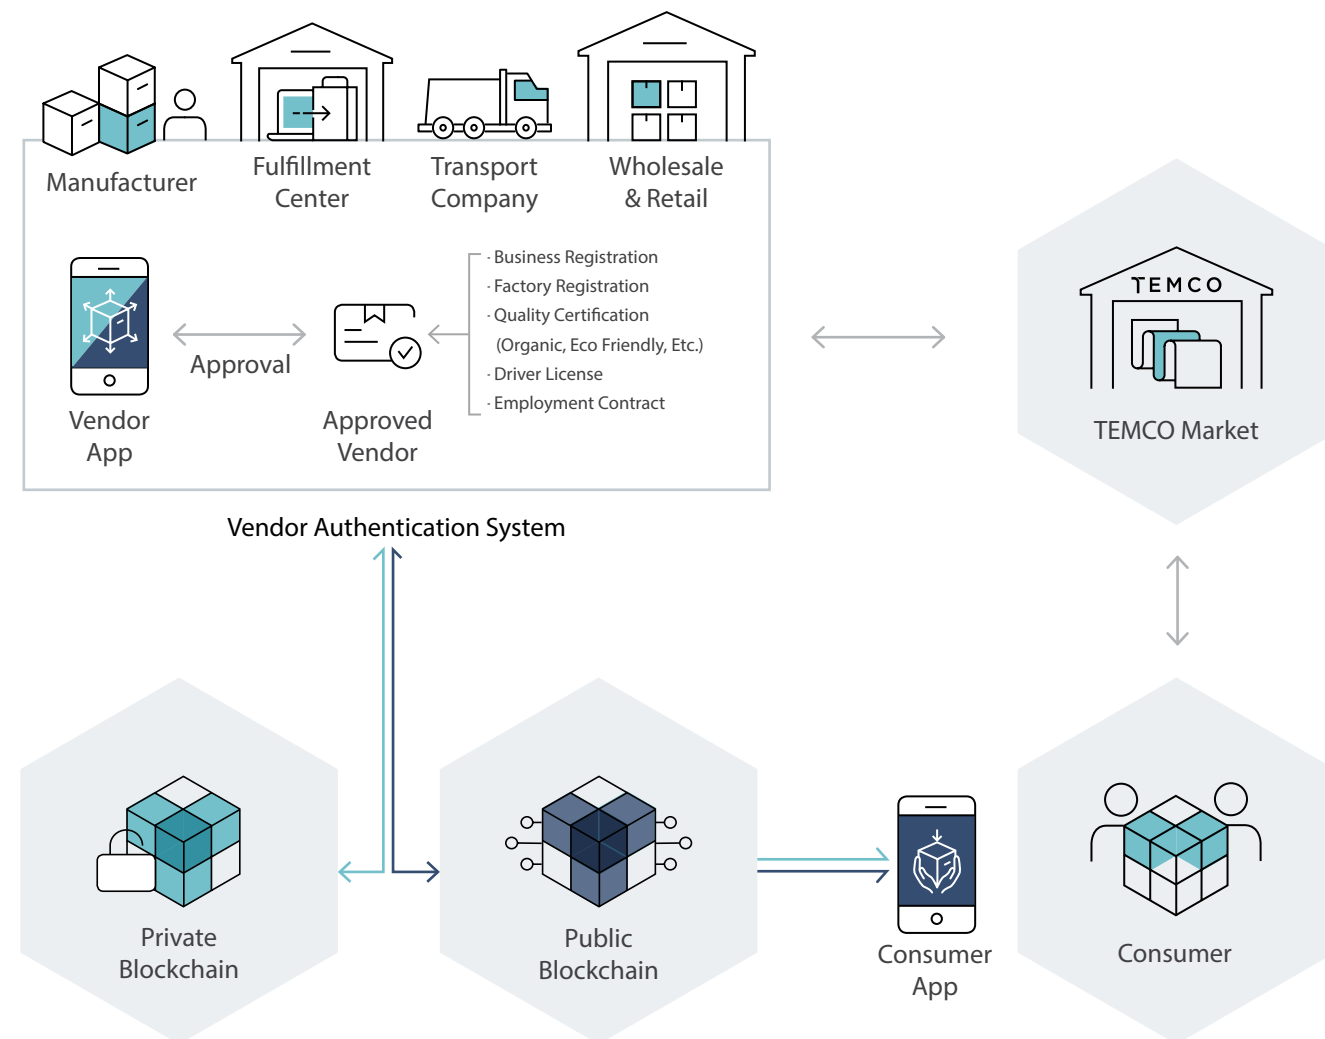 Manufacturer
Fulfillment
Center
Transport
Company
Wholesale
& Retail
Vendor
App
Approval
Approved
Vendor
· Business Registration
· Factory Registration
· Quality Certification
(Organic, Eco Friendly, Etc.)
· Driver License
· Employment Contract
Vendor Authentication System
TEMCO
TEMCO Market
Private
Blockchain
Public
Blockchain
Consumer
App
Consumer